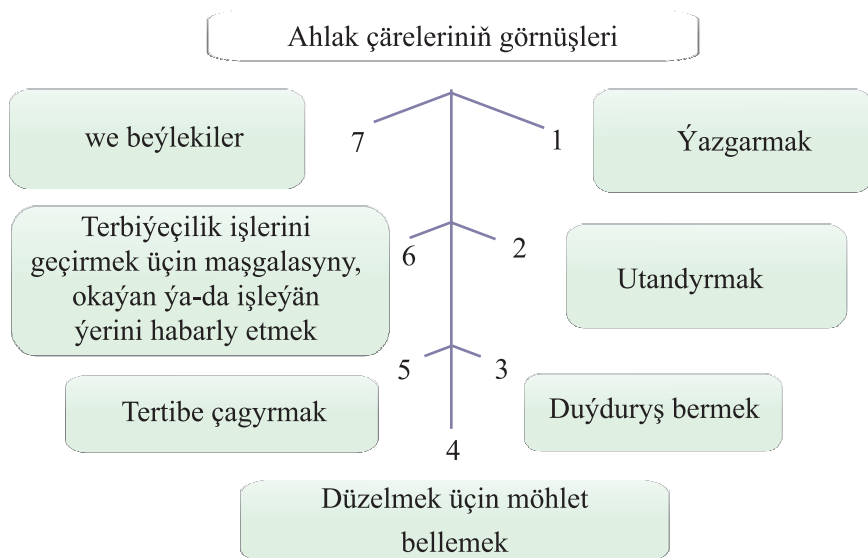 Ahlak çäreleriniň görnüşleri
1
Ýazgarmak
2
Utandyrmak
3
Duýduryş bermek
4
Düzelmek üçin möhlet
bellemek
5
Tertibe çagyrmak
6
Terbiýeçilik işlerini
geçirmek üçin maşgalasyny,
okaýan ýa-da işleýän
ýerini habarly etmek
7
we beýlekiler